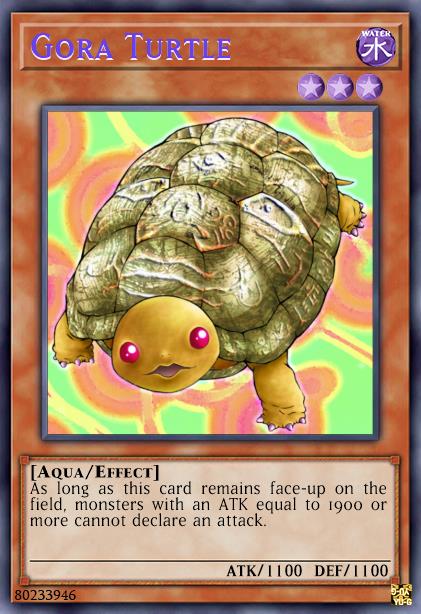 Gora Turtle
WATER
水
[Aqua/Effect]
As long as this card remains face-up on the
field, monsters with an ATK equal to 1900 or
more cannot declare an attack.
ATK/1100 DEF/1100
80233946